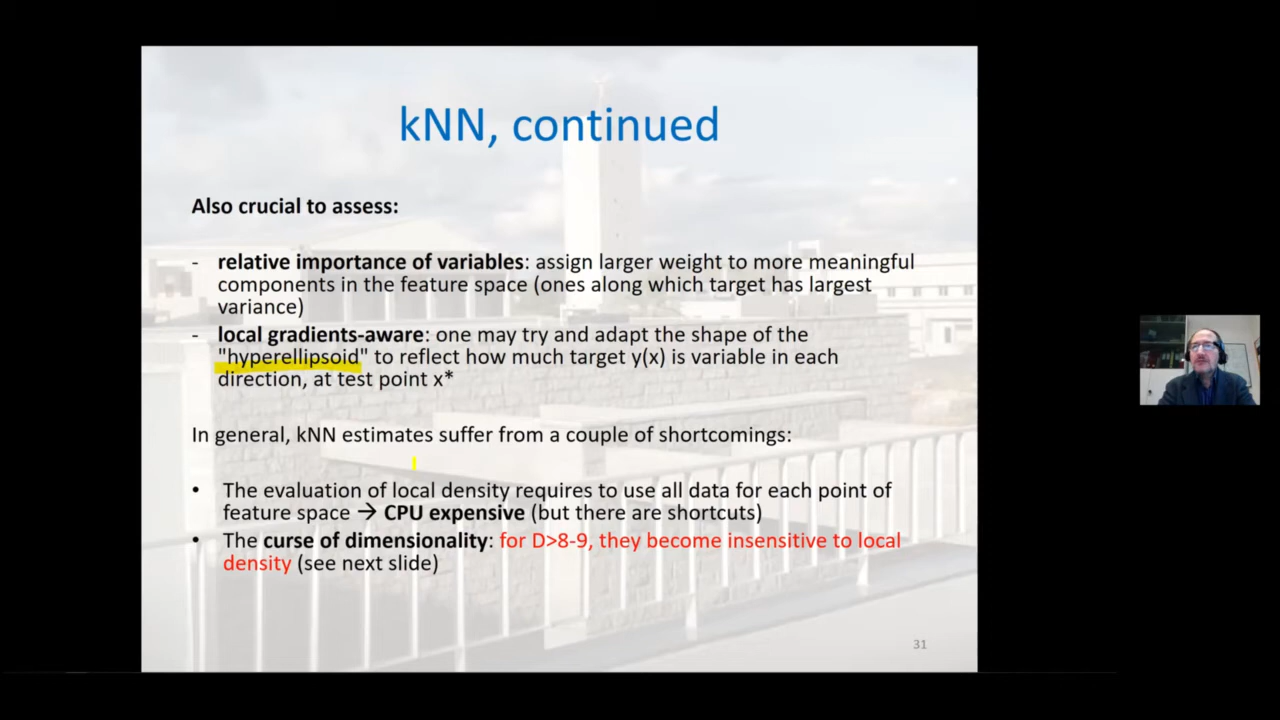 kNN, continued
Also crucial to assess:
- relative importance of variables: assign larger weight to more meaningful
components in the feature space (ones along which target has largest
variance)
- local gradients-aware: one may try and adapt the shape of the
"hyperellipsoid" to reflect how much target y(x) is variable in each
direction, at test point x*
In general, kNN estimates suffer from a couple of shortcomings:
• The evaluation of local density requires to use all data for each point of
feature space → CPU expensive (but there are shortcuts)
• The curse of dimensionality: for D>8-9, they become insensitive to local
density (see next slide)
31